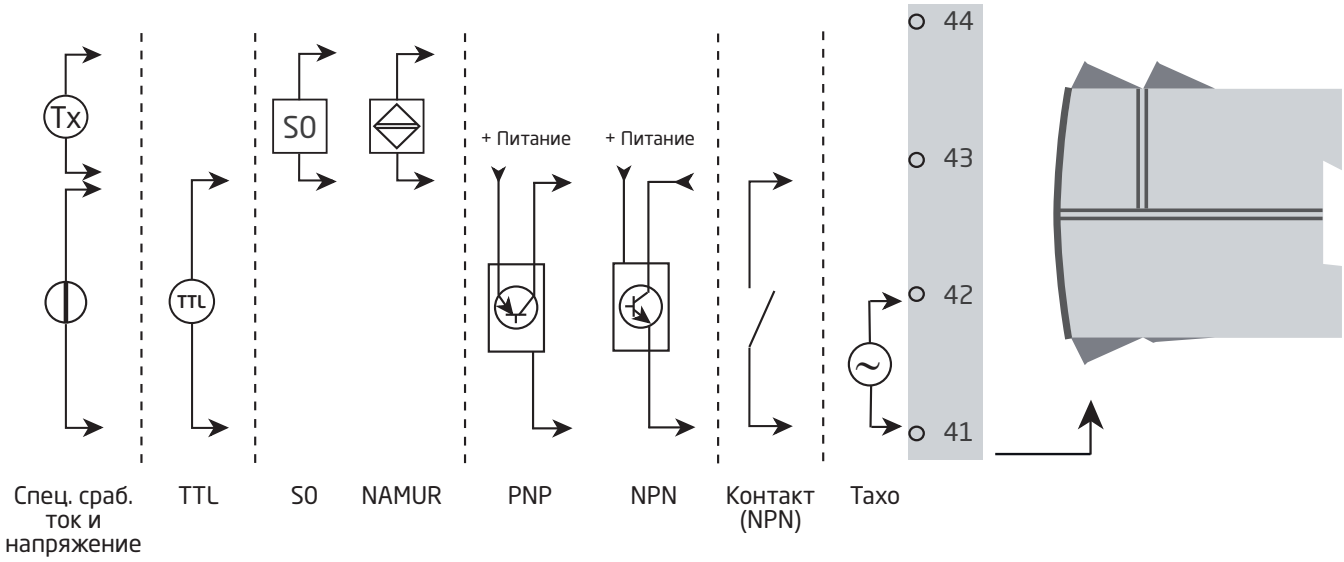 Tx
S0
+ Питание
+ Питание
TTL
44
43
42
41
~
Спец. сраб.
ток и
напряжение
TTL
S0
NAMUR
PNP
NPN
Контакт
(NPN)
Тахо